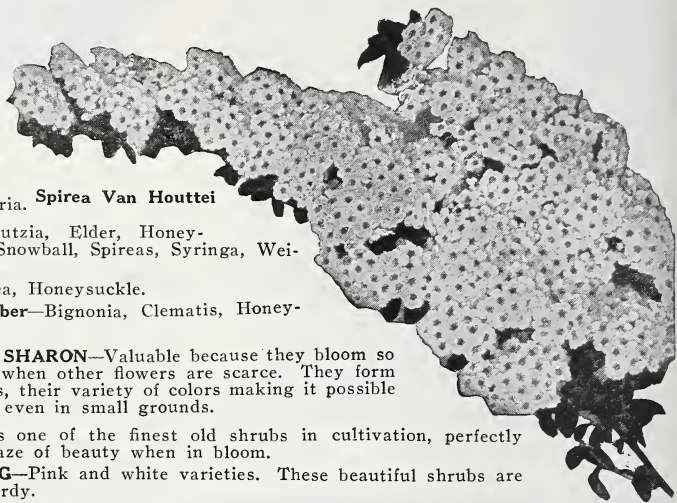 ria. Spirea Van Houttei
utzia, Elder, Honey-
Snowball, Spireas, Syringa, Wei-
a, Honeysuckle.
ber—Bignonia, Clematis, Honey-
SHARON—Valuable because they bloom so
when other flowers are scarce. They form
s, their variety of colors making it possible
even in small grounds.
s one of the finest old shrubs in cultivation, perfectly
aze of beauty when in bloom.
G—Pink and white varieties. These beautiful shrubs are
rdy.